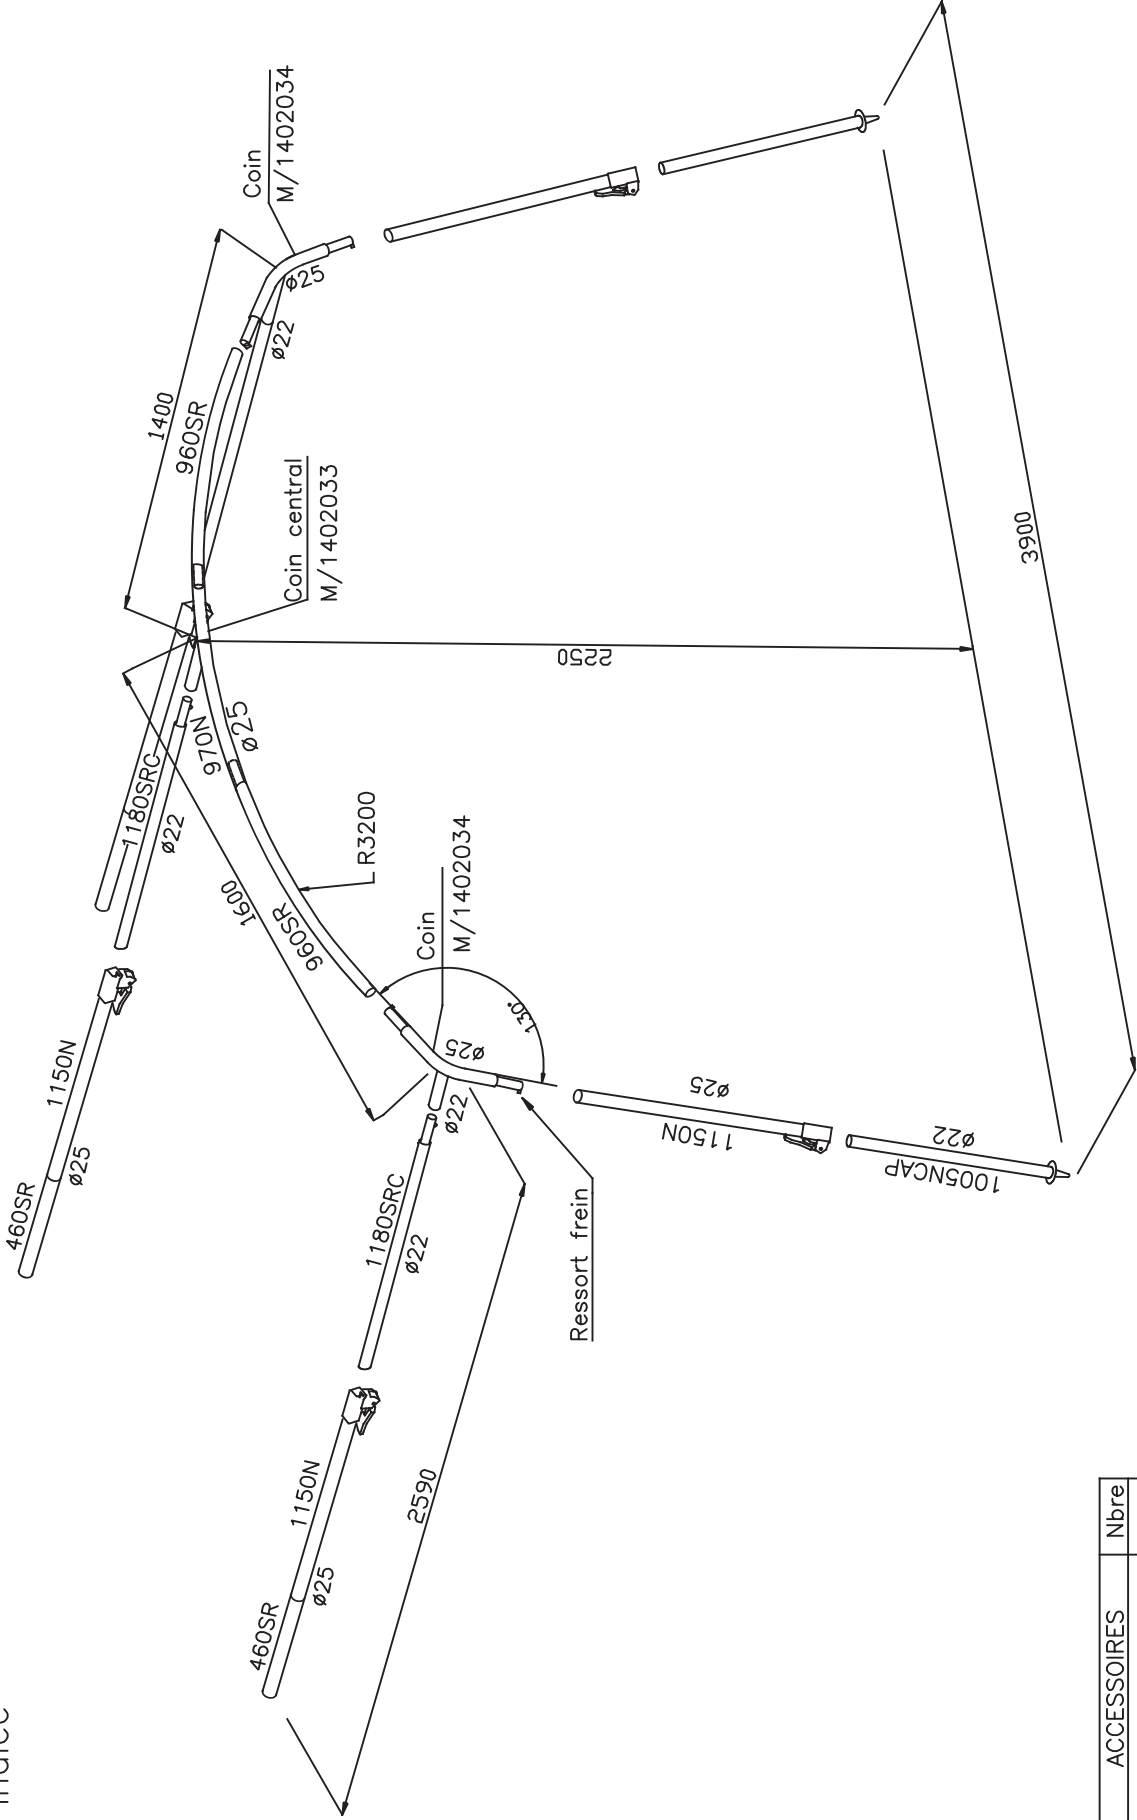 Coin
M/1402034
ø25
ø22
1400
960SR
Coin central
M/1402033
3900
2250
970N
ø25
1180SRC
ø22
R3200
1600
960SR
Coin
M/1402034
130°
ø25
ø22
1150N
ø25
460SR
ø25
1150N
ø22
1005NCAP
1180SRC
ø22
Ressort frein
1150N
2590
460SR
ø25
ACCESSOIRES
Nbre